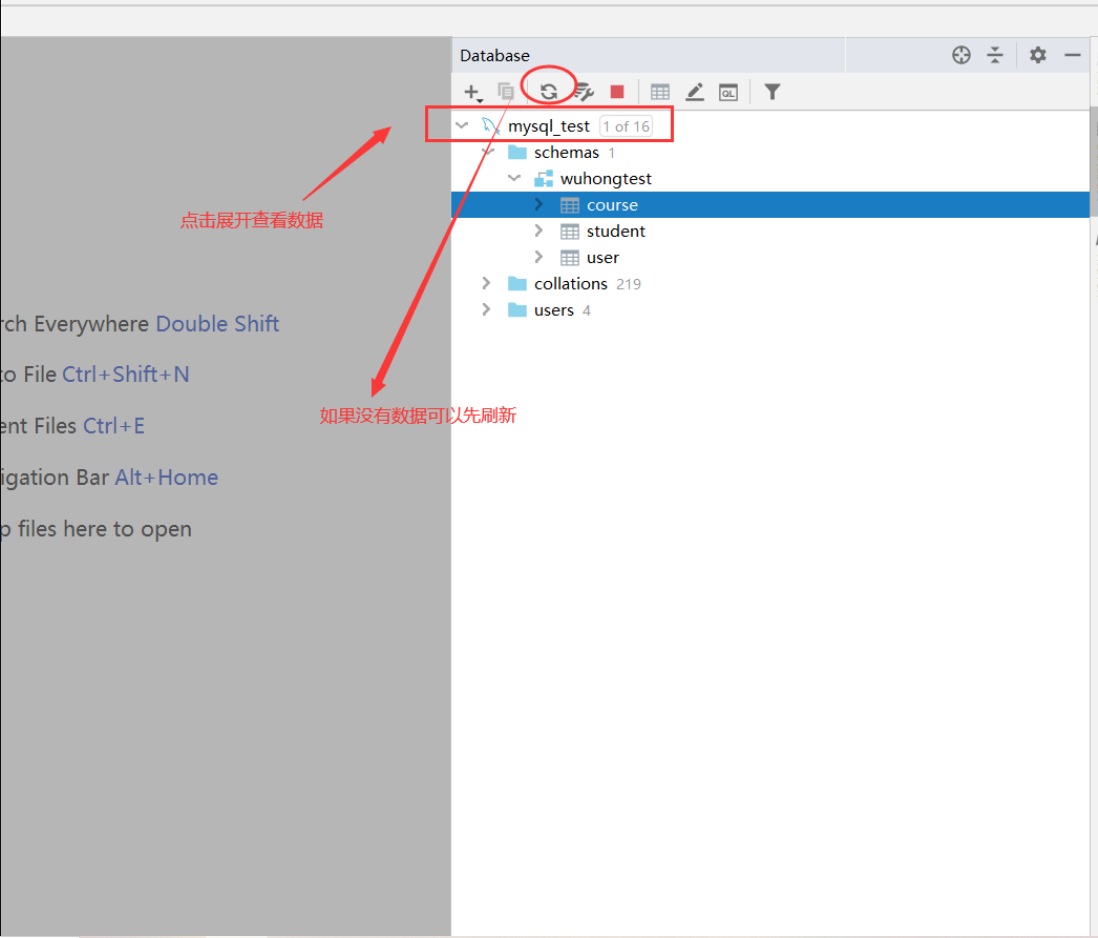 Database
mysql_test 1 of 16
schemas 1
wuhongtest
course
student
user
collations 219
users 4
点击展开查看数据
如果没有数据可以先刷新
rch Everywhere Double Shift
to File Ctrl+Shift+N
ent Files Ctrl+E
igation Bar Alt+Home
p files here to open
QL